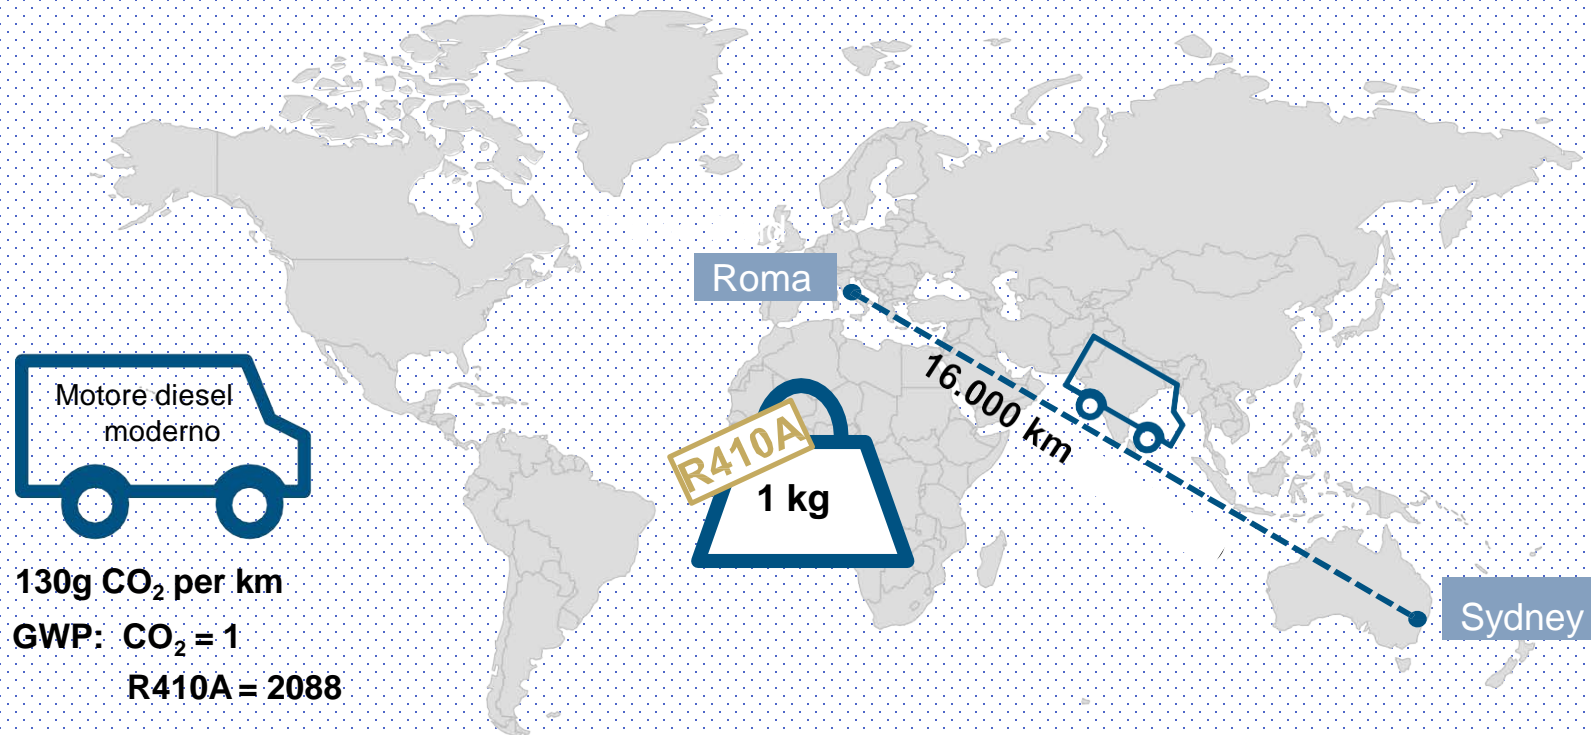 Roma
Motore diesel
moderno
16.000 km
R410A
1 kg
130g CO₂ per km
GWP: CO₂ = 1
R410A = 2088
Sydney